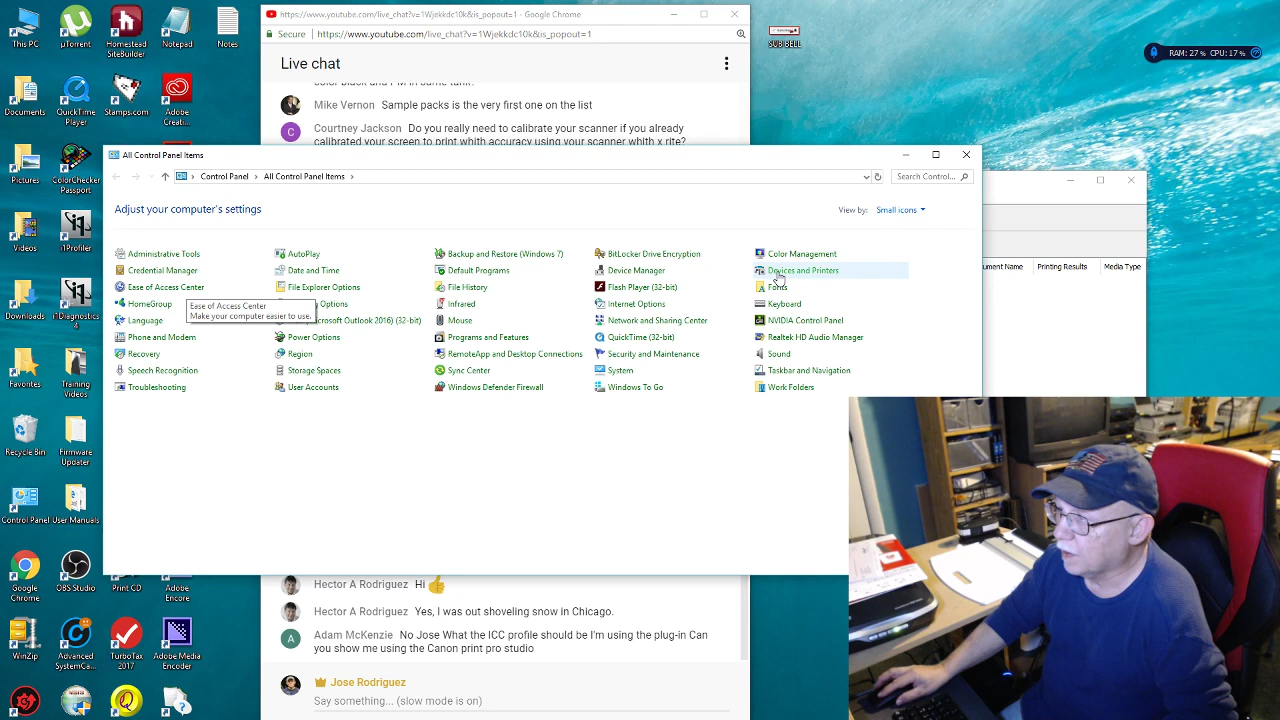 This PC
µTorrent
Homestead
SiteBuilder
Notepad
Notes
Documents
QuickTime
Player
Stamps.com
Adobe
Creati...
Pictures
ColorChecker
Passport
Videos
i1Profiler
Downloads
i1Diagnostics
4
Favorites
Training
Videos
Recycle Bin
Firmware
Updater
Control Panel
User Manuals
Google
Chrome
OBS Studio
Print CD
Adobe
Encore
WinZip
Advanced
SystemCa...
TurboTax
2017
Adobe Media
Encoder
https://www.youtube.com/live_chat?v=1Wjekkdc10k&is_popout=1 - Google Chrome
Secure https://www.youtube.com/live_chat?v=1Wjekkdc10k&is_popout=1
Live chat
Mike Vernon Sample packs is the very first one on the list
Courtney Jackson Do you really need to calibrate your scanner if you already
calibrated your screen to print whith accuracy using your scanner whith x rite?
SUB BELL
RAM: 27 % CPU: 17 %
All Control Panel Items
Control Panel > All Control Panel Items >
Search Control...
Adjust your computer's settings
View by: Small icons
Administrative Tools
AutoPlay
Backup and Restore (Windows 7)
BitLocker Drive Encryption
Color Management
Credential Manager
Date and Time
Default Programs
Device Manager
Devices and Printers
Ease of Access Center
File Explorer Options
File History
Flash Player (32-bit)
Fonts
HomeGroup
Options
Infrared
Internet Options
Keyboard
Language
crosoft Outlook 2016) (32-bit)
Mouse
Network and Sharing Center
NVIDIA Control Panel
Phone and Modem
Power Options
Programs and Features
QuickTime (32-bit)
Realtek HD Audio Manager
Recovery
Region
RemoteApp and Desktop Connections
Security and Maintenance
Sound
Speech Recognition
Storage Spaces
Sync Center
System
Taskbar and Navigation
Troubleshooting
User Accounts
Windows Defender Firewall
Windows To Go
Work Folders
Ease of Access Center
Make your computer easier to use.
ument Name Printing Results Media Type
Hector A Rodriguez Hi
Hector A Rodriguez Yes, I was out shoveling snow in Chicago.
Adam McKenzie No Jose What the ICC profile should be I'm using the plug-in Can
you show me using the Canon print pro studio
Jose Rodriguez
Say something... (slow mode is on)